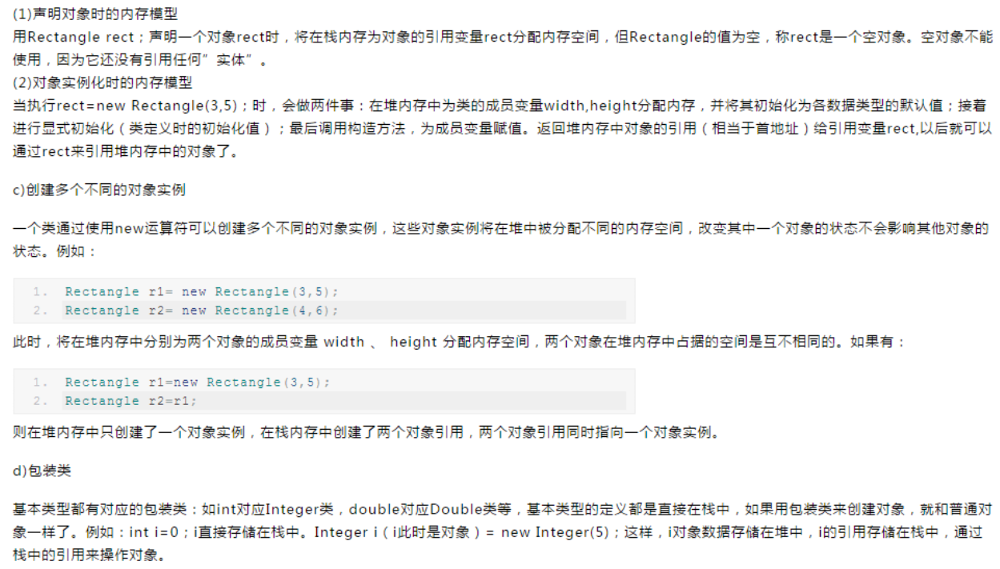 (1)声明对象时的内存模型
用Rectangle rect；声明一个对象rect时，将在栈内存为对象的引用变量rect分配内存空间，但Rectangle的值为空，称rect是一个空对象。空对象不能
使用，因为它还没有引用任何”实体”。
(2)对象实例化时的内存模型
当执行rect=new Rectangle(3,5)；时，会做两件事：在堆内存中为类的成员变量width,height分配内存，并将其初始化为各数据类型的默认值；接着
进行显式初始化（类定义时的初始化值）；最后调用构造方法，为成员变量赋值。返回堆内存中对象的引用（相当于首地址）给引用变量rect,以后就可以
通过rect来引用堆内存中的对象了。
c)创建多个不同的对象实例
一个类通过使用new运算符可以创建多个不同的对象实例，这些对象实例将在堆中被分配不同的内存空间，改变其中一个对象的状态不会影响其他对象的
状态。例如：
1. Rectangle r1= new Rectangle(3,5);
2. Rectangle r2= new Rectangle(4,6);
此时，将在堆内存中分别为两个对象的成员变量 width 、 height 分配内存空间，两个对象在堆内存中占据的空间是互不相同的。如果有：
1. Rectangle r1=new Rectangle(3,5);
2. Rectangle r2=r1;
则在堆内存中只创建了一个对象实例，在栈内存中创建了两个对象引用，两个对象引用同时指向一个对象实例。
d)包装类
基本类型都有对应的包装类：如int对应Integer类，double对应Double类等，基本类型的定义都是直接在栈中，如果用包装类来创建对象，就和普通对
象一样了。例如：int i=0；i直接存储在栈中。Integer i（i此时是对象）= new Integer(5)；这样，i对象数据存储在堆中，i的引用存储在栈中，通过
栈中的引用来操作对象。